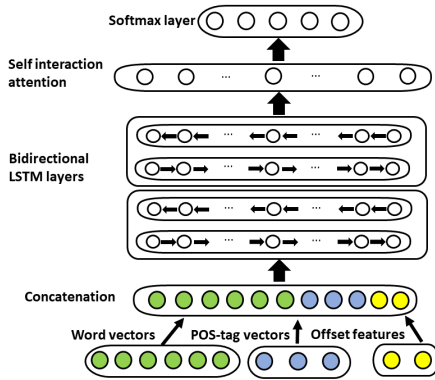 Softmax layer
Self interaction
attention
... ...
Bidirectional
LSTM layers
... ...
... ...
... ...
... ...
Concatenation
Word vectors POS-tag vectors Offset features